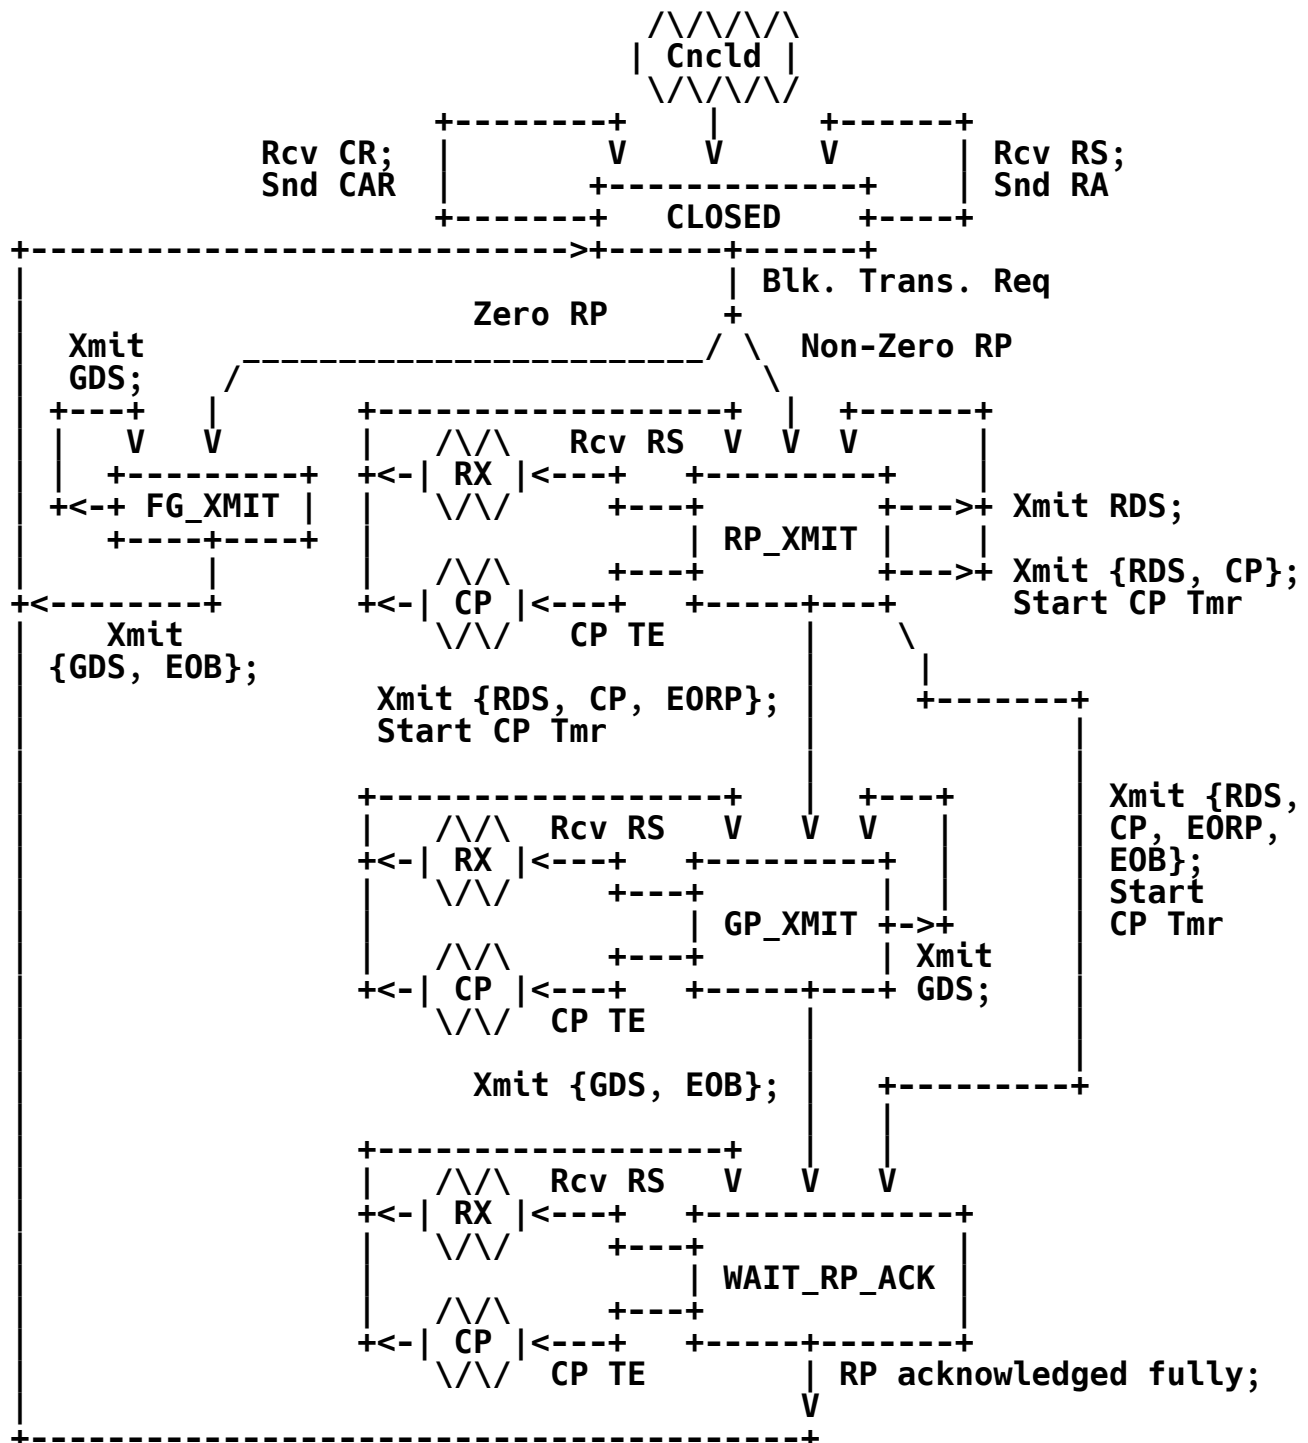 Cncld
Rcv CR; Rcv RS;
Snd CAR Snd RA
CLOSED
Blk. Trans. Req
Zero RP
Xmit Non-Zero RP
GDS;
Rcv RS
RX
FG_XMIT Xmit RDS;
RP_XMIT
Xmit {RDS, CP};
CP Start CP Tmr
Xmit CP TE
{GDS, EOB};
Xmit {RDS, CP, EORP};
Start CP Tmr
Xmit {RDS,
Rcv RS CP, EORP,
RX EOB};
Start
GP_XMIT CP Tmr
Xmit
CP GDS;
CP TE
Xmit {GDS, EOB};
Rcv RS
RX
WAIT_RP_ACK
CP
CP TE RP acknowledged fully;